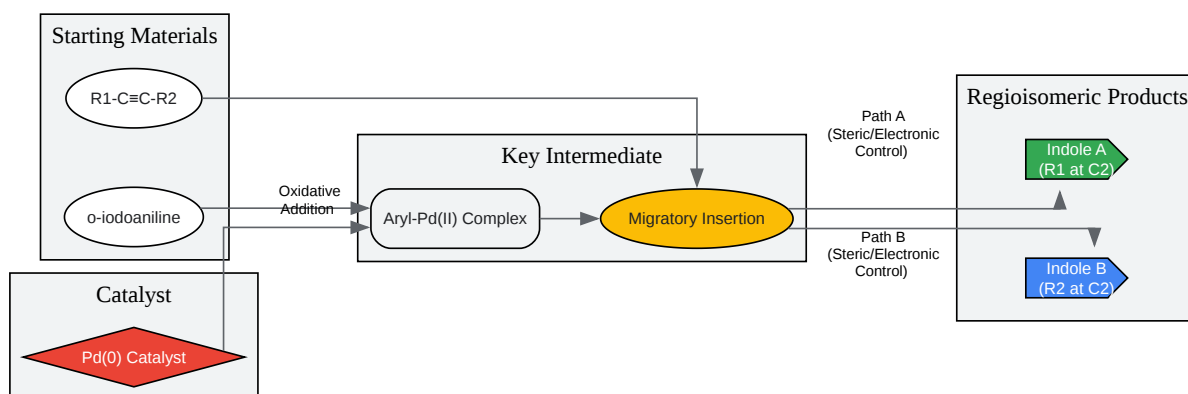 Starting Materials
R1-C≡C-R2
o-iodoaniline
Catalyst
Pd(0) Catalyst
Oxidative
Addition
Key Intermediate
Aryl-Pd(II) Complex
Migratory Insertion
Path A
(Steric/Electronic
Control)
Path B
(Steric/Electronic
Control)
Regioisomeric Products
Indole A
(R1 at C2)
Indole B
(R2 at C2)